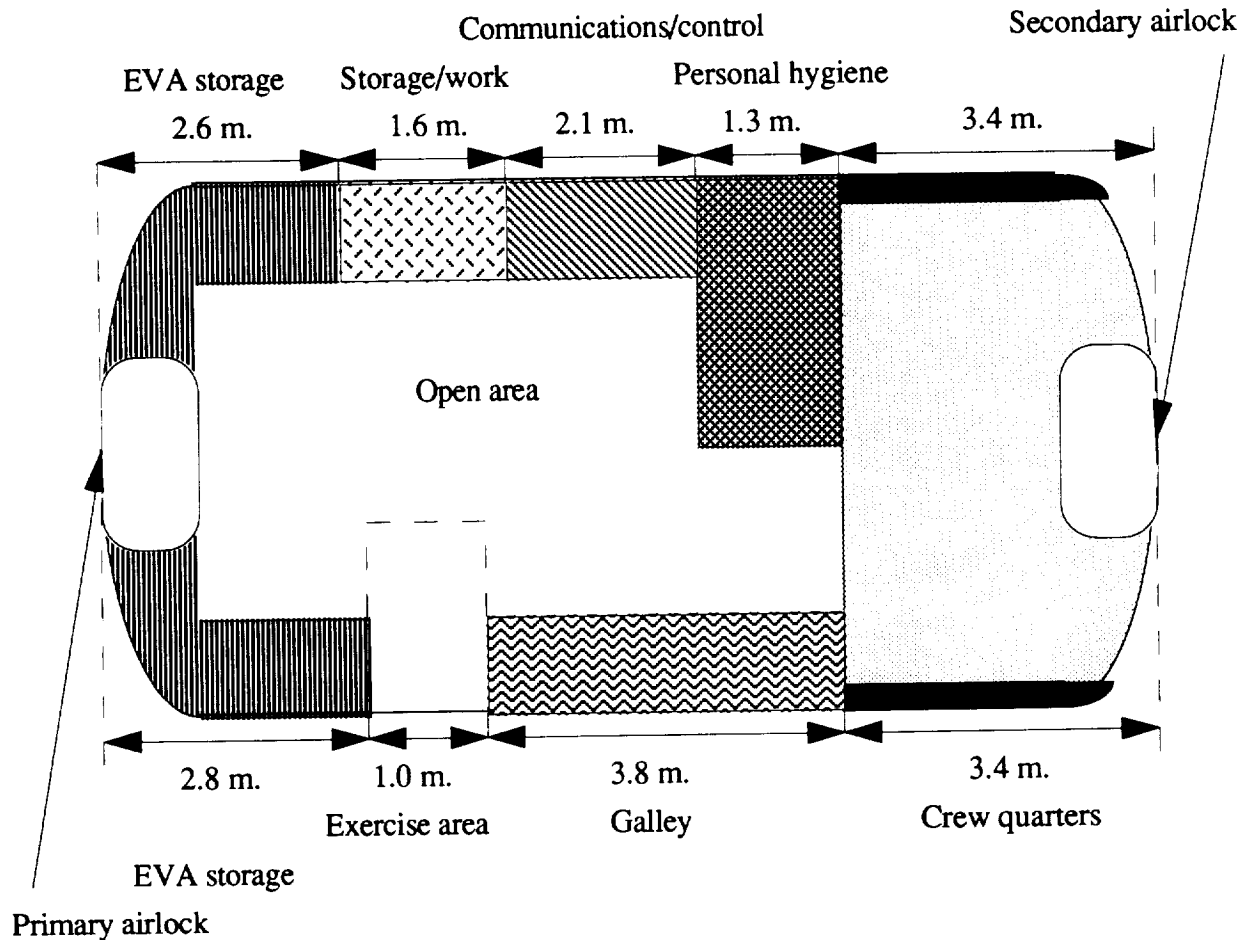 Communications/control
Secondary airlock
EVA storage
Storage/work
Personal hygiene
2.6 m.
1.6 m.
2.1 m.
1.3 m.
3.4 m.
Open area
2.8 m.
1.0 m.
3.8 m.
3.4 m.
Exercise area
Galley
Crew quarters
EVA storage
Primary airlock